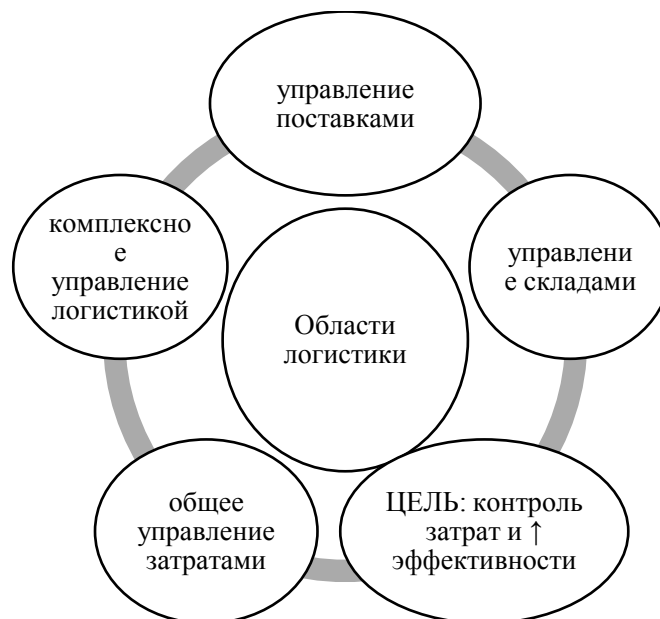 управление
поставками
комплексно
е
управление
логистикой
управлени
е складами
Области
логистики
общее
управление
затратами
ЦЕЛЬ: контроль
затрат и ↑
эффективности